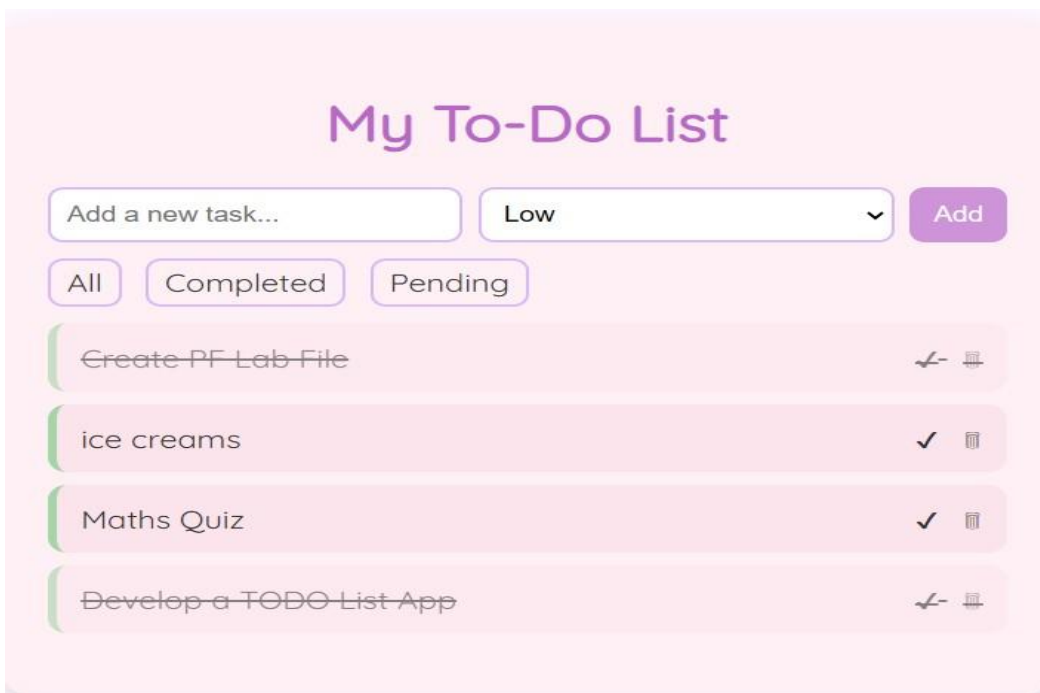 My To-Do List
Add a new task... Low Add
All Completed Pending
Create PF Lab File
ice creams
Maths Quiz
Develop a TODO List App